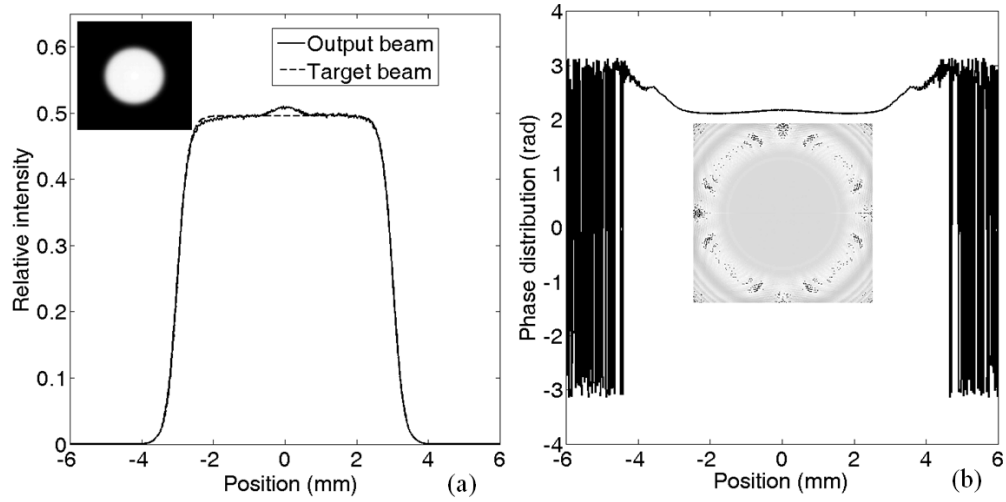 Output beam
Target beam
Relative intensity
0.6
0.5
0.4
0.3
0.2
0.1
0
-6 -4 -2 0 2 4 6
Position (mm)
(a)
Phase distribution (rad)
4
3
2
1
0
-1
-2
-3
-4
-6 -4 -2 0 2 4 6
Position (mm)
(b)